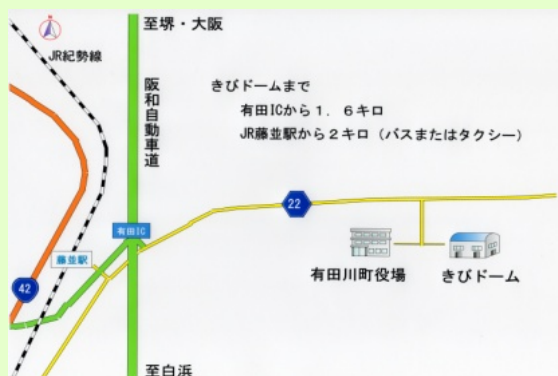 至堺・大阪
JR紀勢線
阪和自動車道
きびドームまで
有田ICから1．6キロ
JR藤並駅から2キロ（バスまたはタクシー）
22
有田IC
藤並駅
有田川町役場
きびドーム
42
至白浜